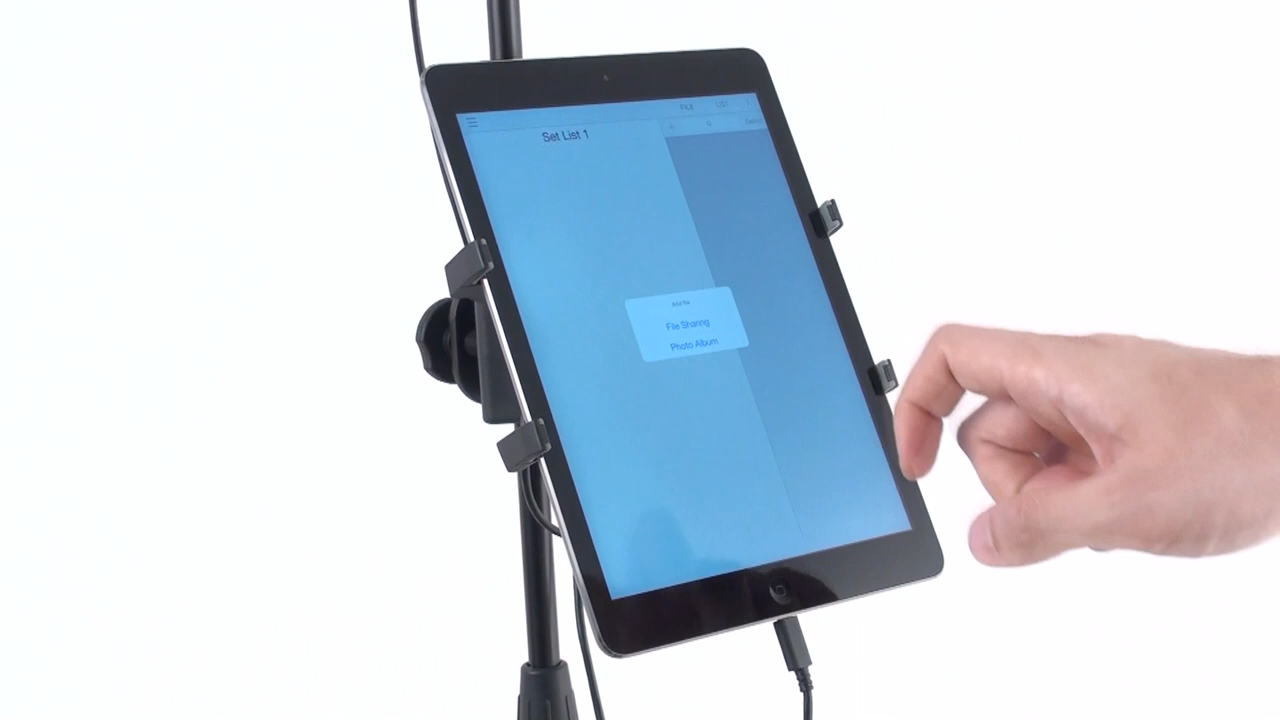 FILE LIST
Set List 1
Add file
File Sharing
Photo Album